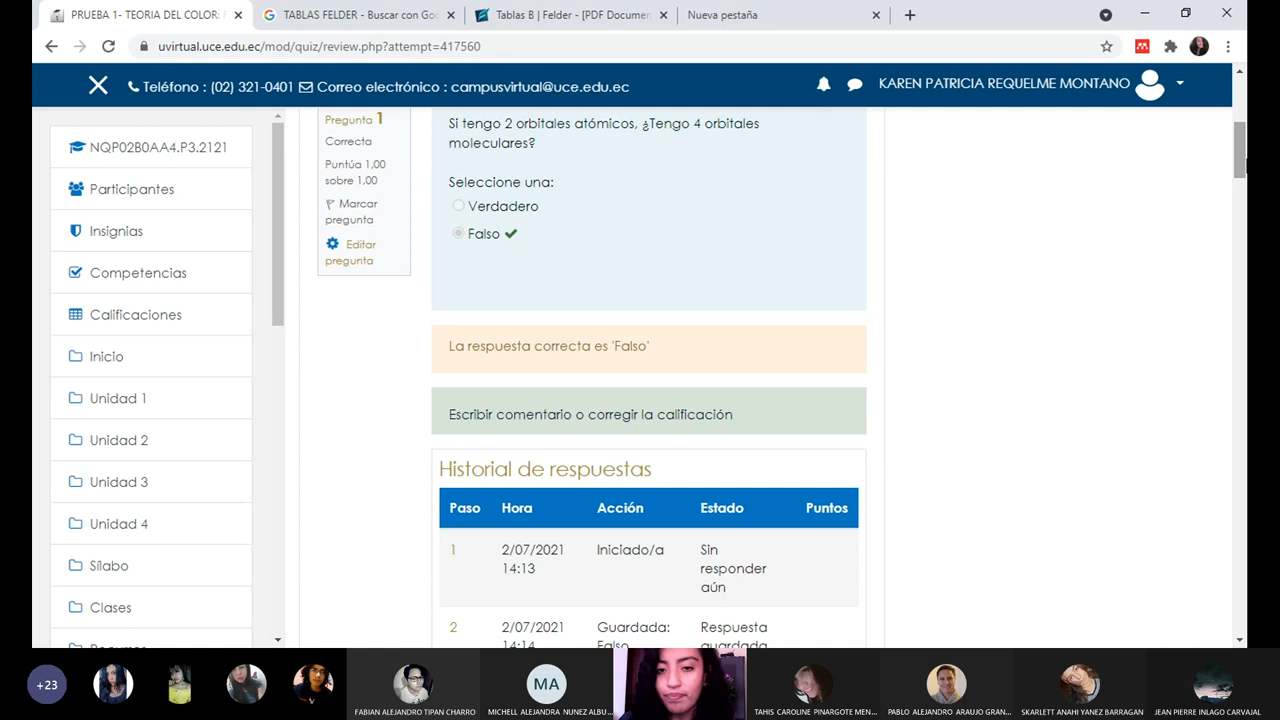 PRUEBA 1- TEORIA DEL COLOR:
TABLAS FELDER - Buscar con Goo
Tablas B | Felder - [PDF Documen
Nueva pestaña
uvirtual.uce.edu.ec/mod/quiz/review.php?attempt=417560
Teléfono : (02) 321-0401
Correo electrónico : campusvirtual@uce.edu.ec
KAREN PATRICIA REQUELME MONTANO
NQP02B0AA4.P3.2121
Participantes
Insignias
Competencias
Calificaciones
Inicio
Unidad 1
Unidad 2
Unidad 3
Unidad 4
Sílabo
Clases
Pregunta 1
Correcta
Puntúa 1,00
sobre 1,00
Marcar
pregunta
Editar
pregunta
Si tengo 2 orbitales atómicos, ¿Tengo 4 orbitales
moleculares?
Seleccione una:
Verdadero
Falso
La respuesta correcta es 'Falso'
Escribir comentario o corregir la calificación
Historial de respuestas
Paso Hora Acción Estado Puntos
1 2/07/2021 Iniciado/a Sin
14:13 responder
aún
2 2/07/2021 Guardada: Respuesta
14:14 Falso guardada
+23
FABIAN ALEJANDRO TIPAN CHARRO
MA
MICHELL ALEJANDRA NUNEZ ALBU...
TAHIS CAROLINE PINARGOTE MEN...
PABLO ALEJANDRO ARAUJO GRAN...
SKARLETT ANAHI YANEZ BARRAGAN
JEAN PIERRE INLAGO CARVAJAL